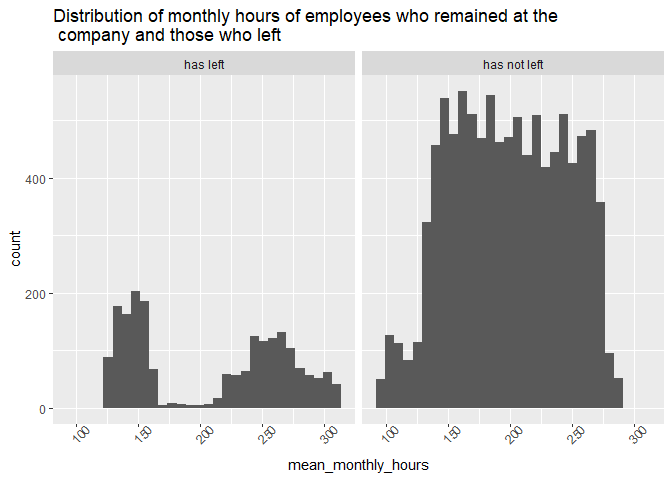 Distribution of monthly hours of employees who remained at the
company and those who left
has left
has not left
count
400
200
0
100
150
200
250
300
100
150
200
250
300
mean_monthly_hours